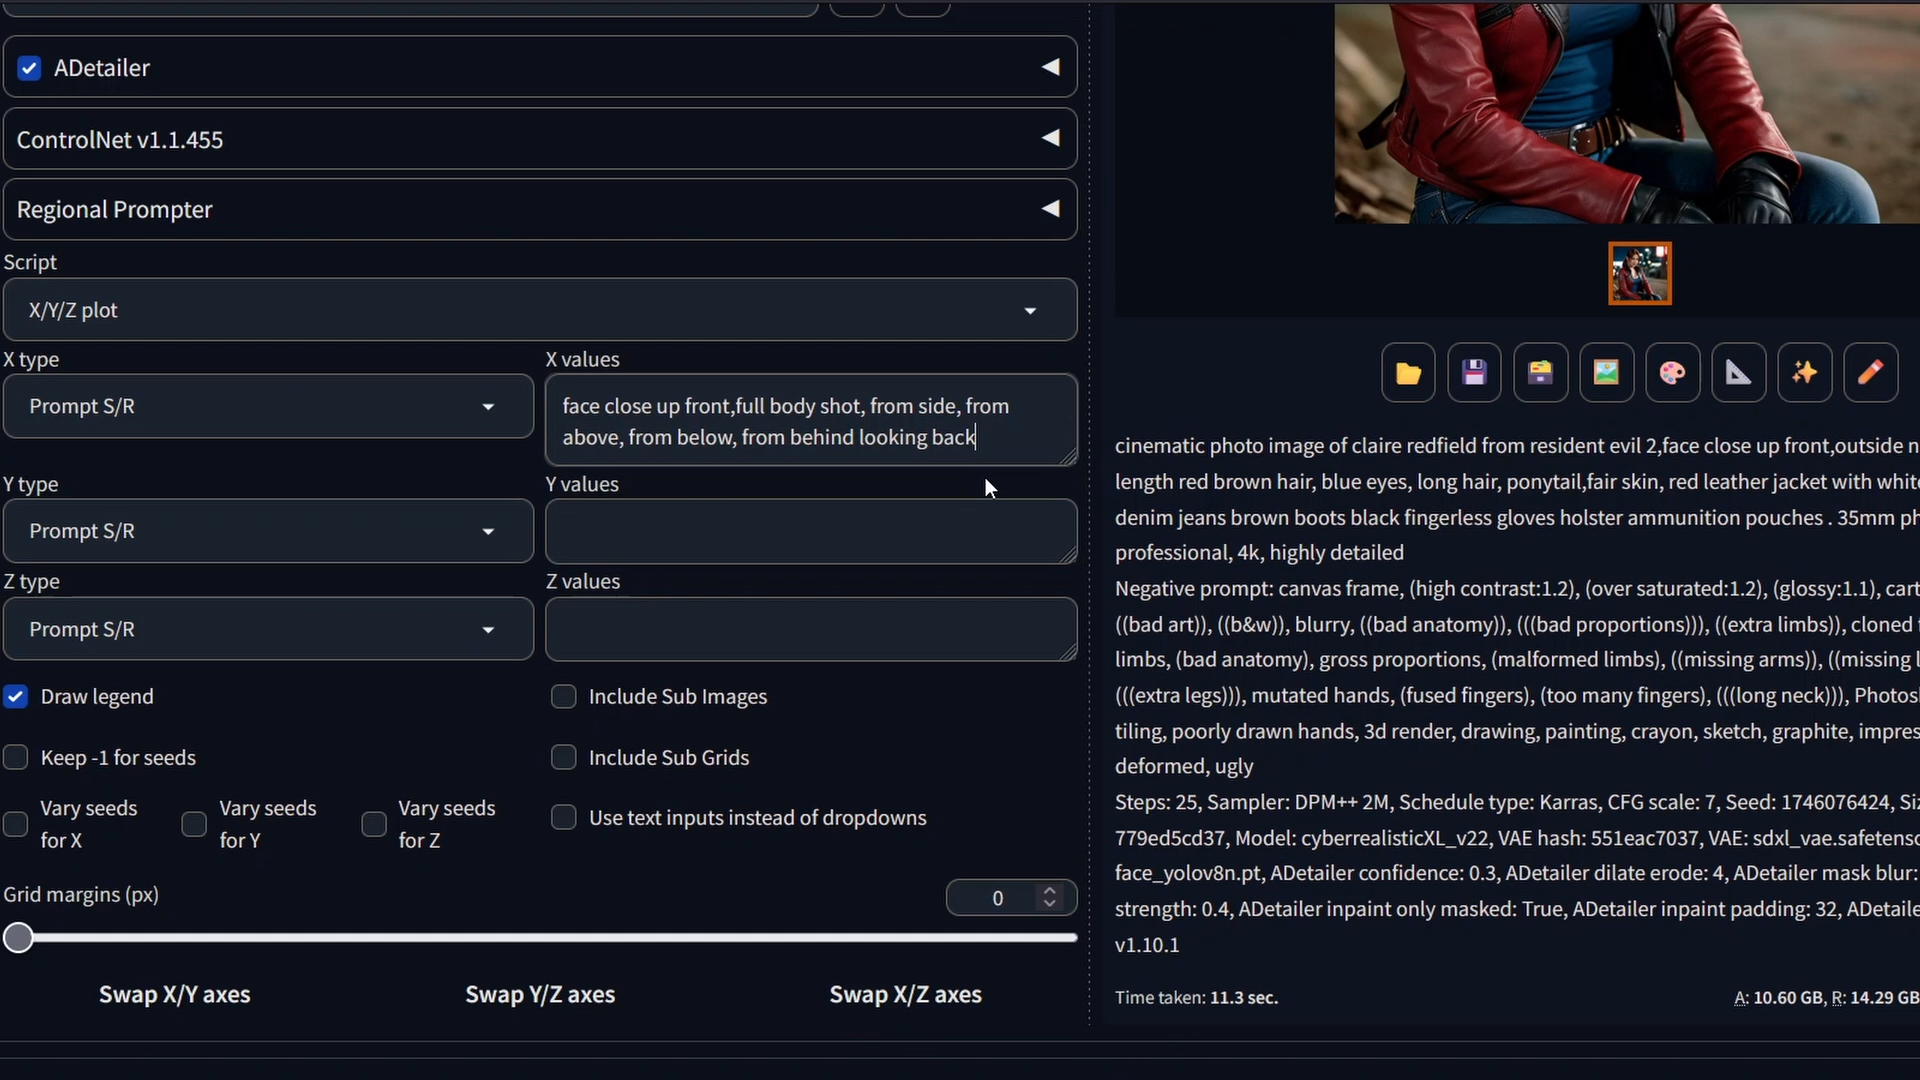 ADetailer
ControlNet v1.1.455
Regional Prompter
Script
X/Y/Z plot
X type
X values
Prompt S/R
face close up front,full body shot, from side, from
above, from below, from behind looking back
Y type
Y values
Prompt S/R
Z type
Z values
Prompt S/R
Draw legend
Include Sub Images
Keep -1 for seeds
Include Sub Grids
Vary seeds
for X
Vary seeds
for Y
Vary seeds
for Z
Use text inputs instead of dropdowns
Grid margins (px)
0
Swap X/Y axes
Swap Y/Z axes
Swap X/Z axes
cinematic photo image of claire redfield from resident evil 2,face close up front,outside
length red brown hair, blue eyes, long hair, ponytail,fair skin, red leather jacket with
denim jeans brown boots black fingerless gloves holster ammunition pouches . 35mm
professional, 4k, highly detailed
Negative prompt: canvas frame, (high contrast:1.2), (over saturated:1.2), (glossy:1.1),
((bad art)), ((b&w)), blurry, ((bad anatomy)), (((bad proportions))), ((extra limbs)), cloned
limbs, (bad anatomy), gross proportions, (malformed limbs), ((missing arms)), ((missing
(((extra legs))), mutated hands, (fused fingers), (too many fingers), (((long neck))),
tiling, poorly drawn hands, 3d render, drawing, painting, crayon, sketch, graphite,
deformed, ugly
Steps: 25, Sampler: DPM++ 2M, Schedule type: Karras, CFG scale: 7, Seed: 1746076424,
779ed5cd37, Model: cyberrealisticXL_v22, VAE hash: 551eac7037, VAE:
face_yolov8n.pt, ADetailer confidence: 0.3, ADetailer dilate erode: 4, ADetailer mask blur:
strength: 0.4, ADetailer inpaint only masked: True, ADetailer inpaint padding: 32,
v1.10.1
Time taken: 11.3 sec.
A: 10.60 GB, R: 14.29 GB